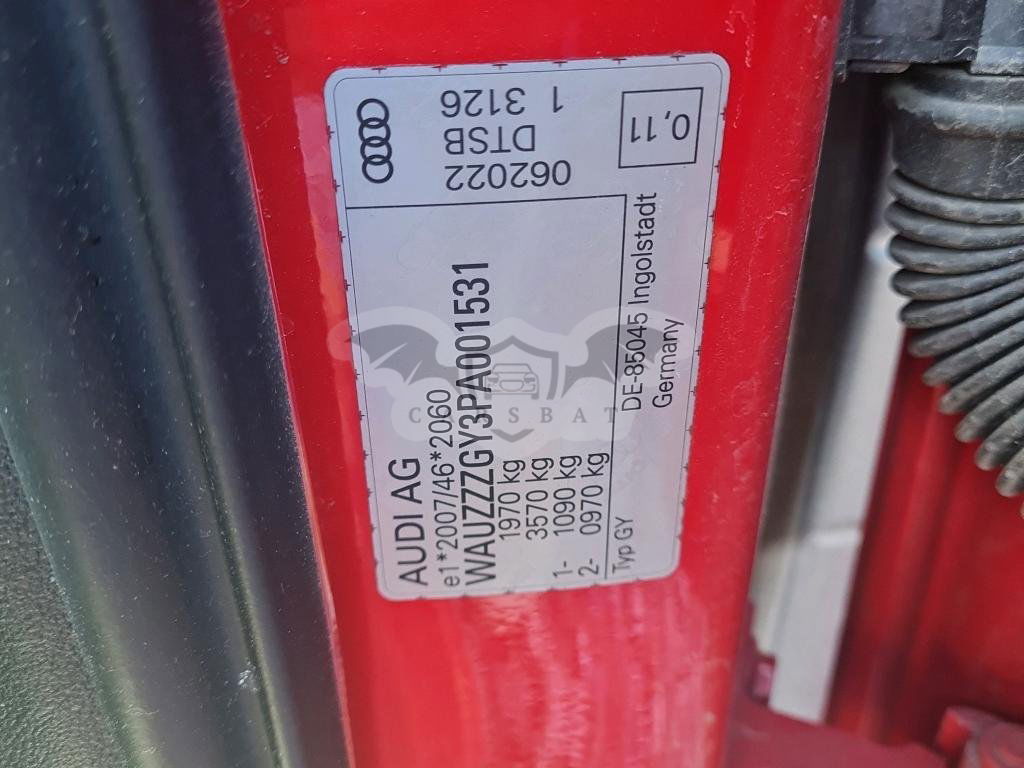 AUDI AG
e1*2007/46*2060
WAUZZZGY3PA001531
1970 kg
3570 kg
1- 1090 kg
2- 0970 kg
Typ GY
DE-85045 Ingolstadt
Germany
062022
DTSB
1 3126
0,11